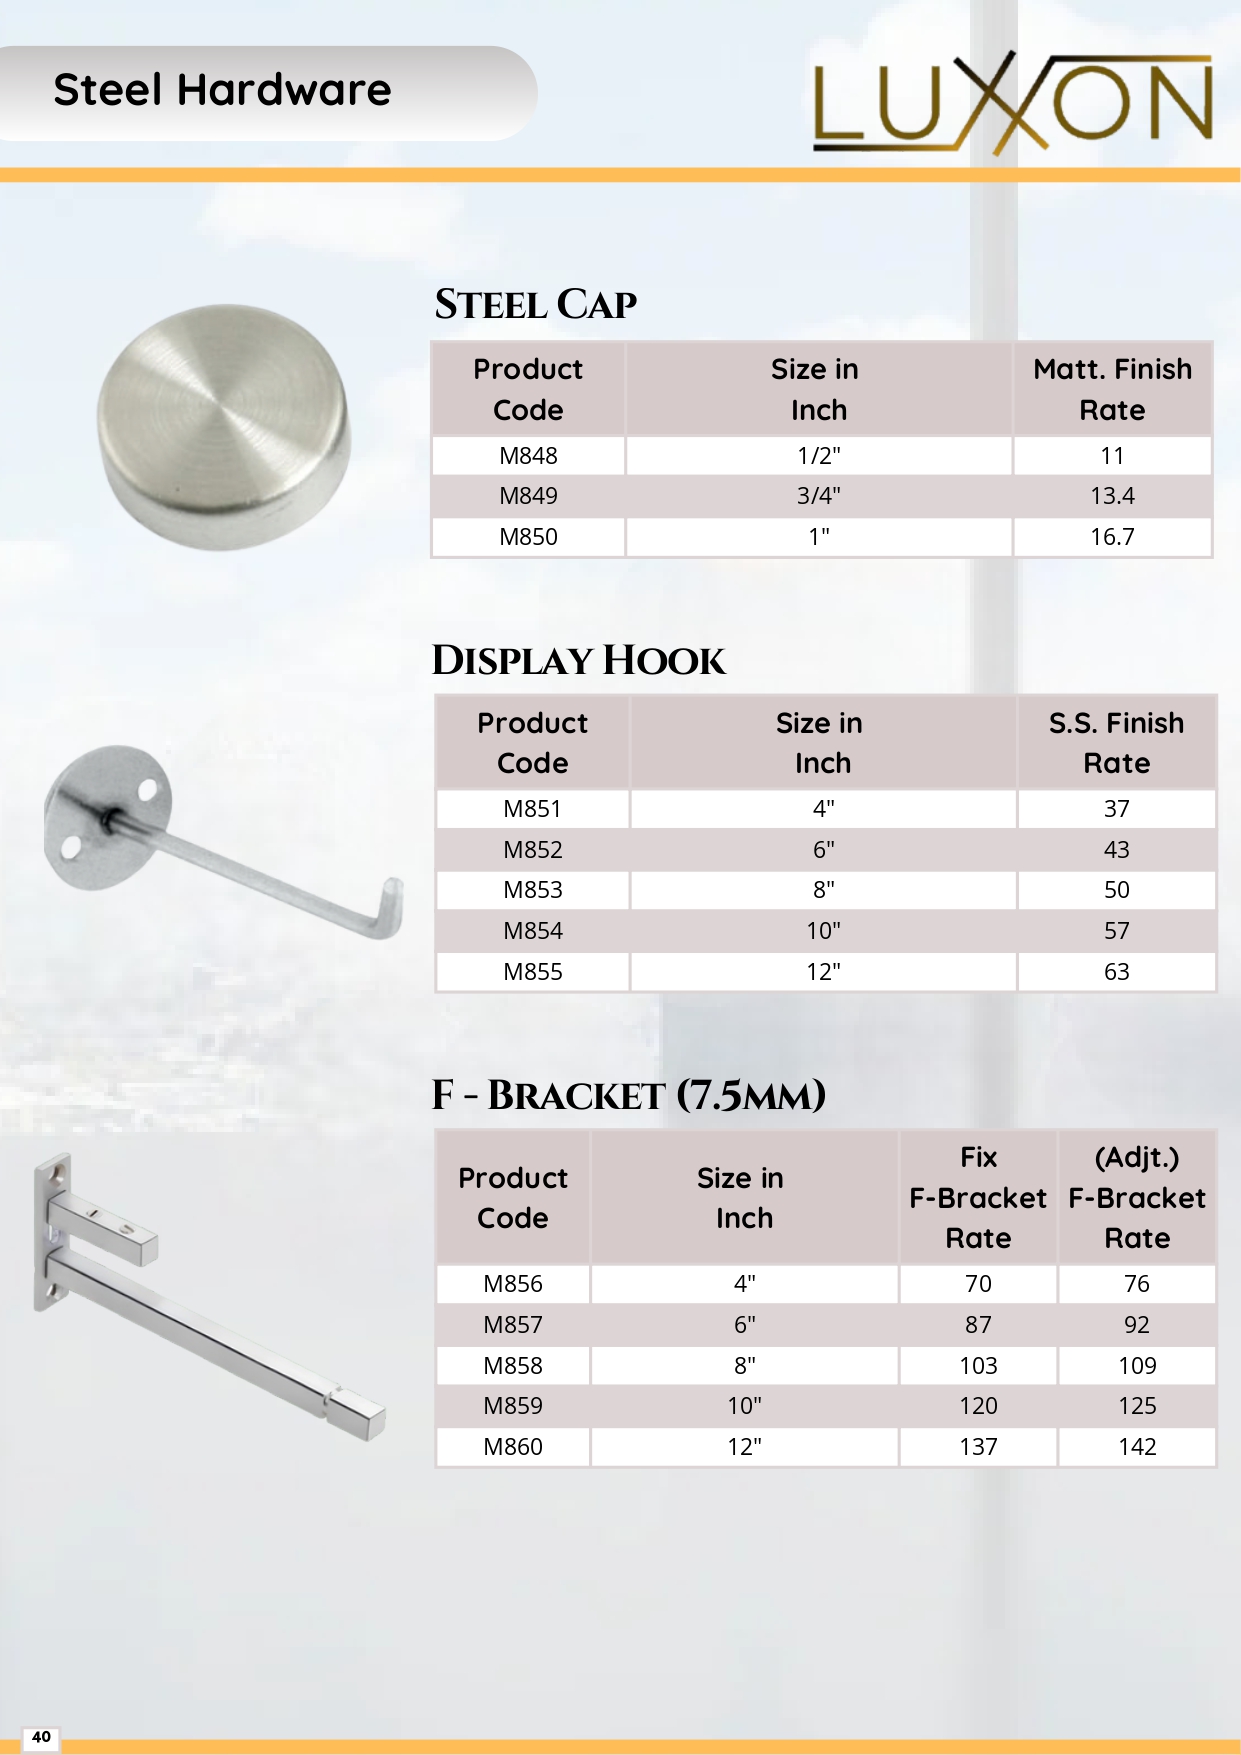 Steel Hardware
LUXXON
STEEL CAP
Product Code Size in Inch Matt. Finish Rate
M848 1/2" 11
M849 3/4" 13.4
M850 1" 16.7
DISPLAY HOOK
Product Code Size in Inch S.S. Finish Rate
M851 4" 37
M852 6" 43
M853 8" 50
M854 10" 57
M855 12" 63
F - BRACKET (7.5MM)
Product Code Size in Inch Fix F-Bracket Rate (Adjt.) F-Bracket Rate
M856 4" 70 76
M857 6" 87 92
M858 8" 103 109
M859 10" 120 125
M860 12" 137 142
40